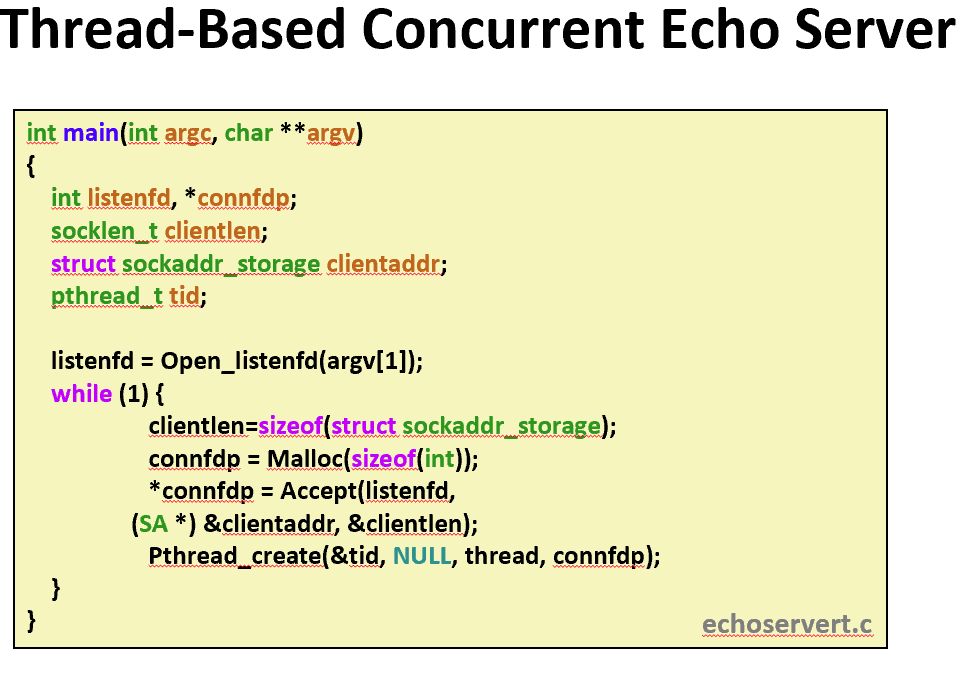 Thread-Based Concurrent Echo Server
int main(int argc, char **argv)
{
int listenfd, *connfdp;
socklen_t clientlen;
struct sockaddr_storage clientaddr;
pthread_t tid;
listenfd = Open_listenfd(argv[1]);
while (1) {
clientlen=sizeof(struct sockaddr_storage);
connfdp = Malloc(sizeof(int));
*connfdp = Accept(listenfd,
(SA *) &clientaddr, &clientlen);
Pthread_create(&tid, NULL, thread, connfdp);
}
}
echoservert.c